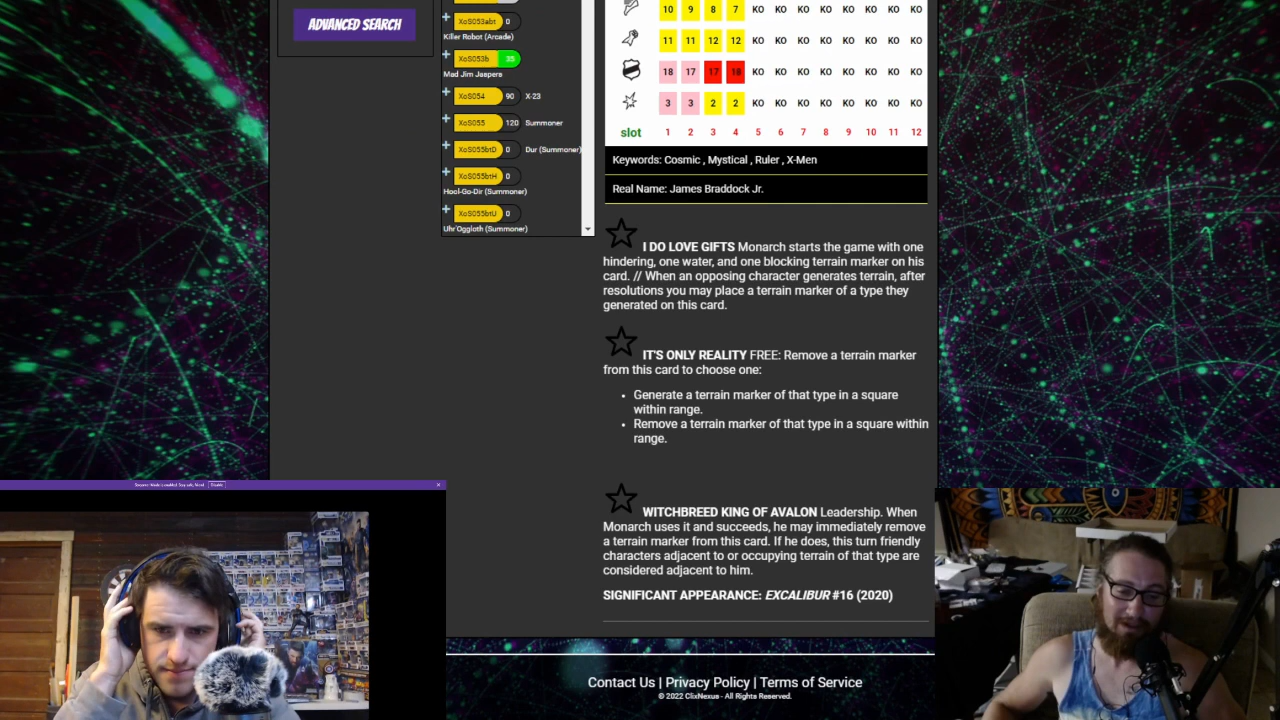 ADVANCED SEARCH
XoS053abt 0
Killer Robot (Arcade)
XoS053b 35
Mad Jim Jaspers
XoS054 90 X-23
XoS055 120 Summoner
XoS055btD 0 Dur (Summoner)
XoS055btH 0
Hool-Go-Dir (Summoner)
XoS055btU 0
Uhr'Oggloth (Summoner)
10 9 8 7 KO KO KO KO KO KO KO KO
11 11 12 12 KO KO KO KO KO KO KO KO
18 17 17 18 KO KO KO KO KO KO KO KO
3 3 2 2 KO KO KO KO KO KO KO KO
slot 1 2 3 4 5 6 7 8 9 10 11 12
Keywords: Cosmic , Mystical , Ruler , X-Men
Real Name: James Braddock Jr.
I DO LOVE GIFTS Monarch starts the game with one
hindering, one water, and one blocking terrain marker on his
card. // When an opposing character generates terrain, after
resolutions you may place a terrain marker of a type they
generated on this card.
IT'S ONLY REALITY FREE: Remove a terrain marker
from this card to choose one:
• Generate a terrain marker of that type in a square
within range.
• Remove a terrain marker of that type in a square within
range.
WITCHBREED KING OF AVALON Leadership. When
Monarch uses it and succeeds, he may immediately remove
a terrain marker from this card. If he does, this turn friendly
characters adjacent to or occupying terrain of that type are
considered adjacent to him.
SIGNIFICANT APPEARANCE: EXCALIBUR #16 (2020)
Contact Us | Privacy Policy | Terms of Service
© 2022 ClixNexus - All Rights Reserved.